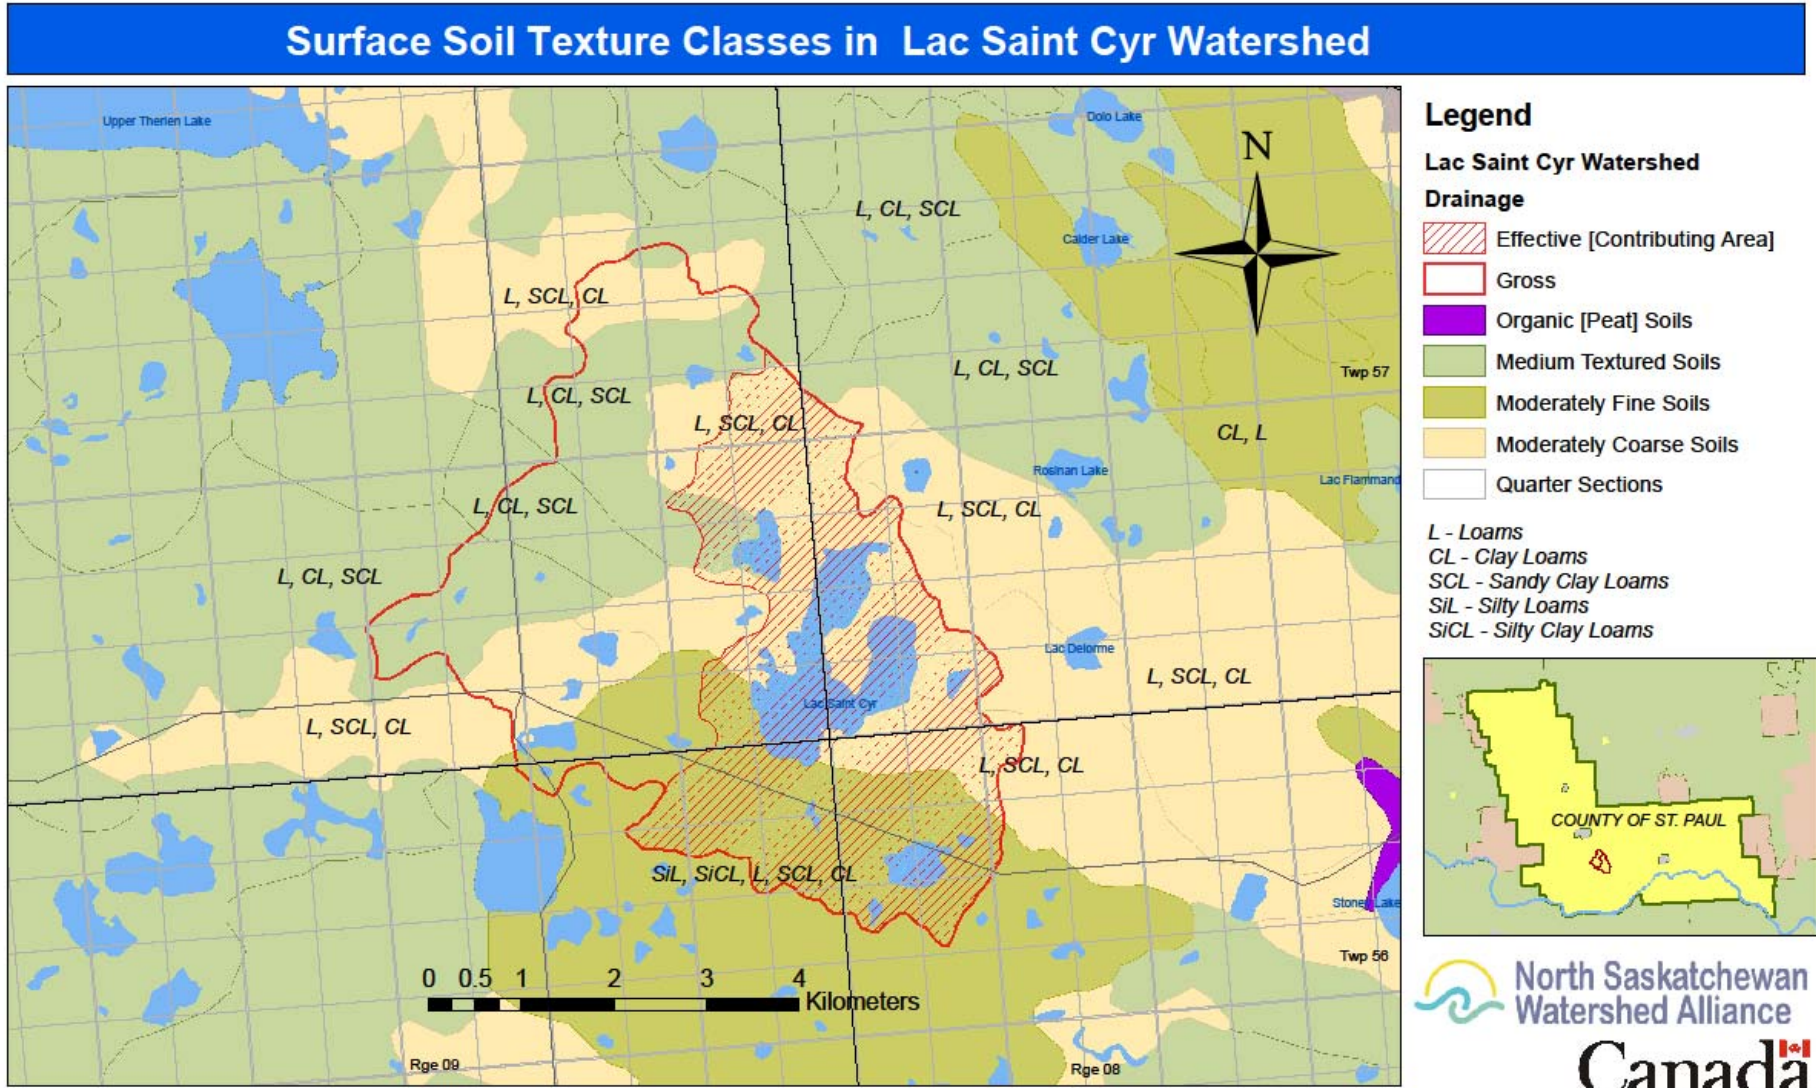 Surface Soil Texture Classes in Lac Saint Cyr Watershed
Upper Therien Lake
Dolo Lake
N
L, CL, SCL
Calder Lake
L, SCL, CL
L, CL, SCL
Twp 57
L, CL, SCL
L, SCL, CL
CL, L
Rosinan Lake
Lac Flammand
L, CL, SCL
L, SCL, CL
L, CL, SCL
Lac Delorme
L, SCL, CL
Lac Saint Cyr
L, SCL, CL
L, SCL, CL
SiL, SiCL, L, SCL, CL
Stoney Lake
Twp 56
0 0.5 1 2 3 4
Kilometers
Rge 09
Rge 08
Legend
Lac Saint Cyr Watershed
Drainage
Effective [Contributing Area]
Gross
Organic [Peat] Soils
Medium Textured Soils
Moderately Fine Soils
Moderately Coarse Soils
Quarter Sections
L - Loams
CL - Clay Loams
SCL - Sandy Clay Loams
SiL - Silty Loams
SiCL - Silty Clay Loams
COUNTY OF ST. PAUL
North Saskatchewan
Watershed Alliance
Canada